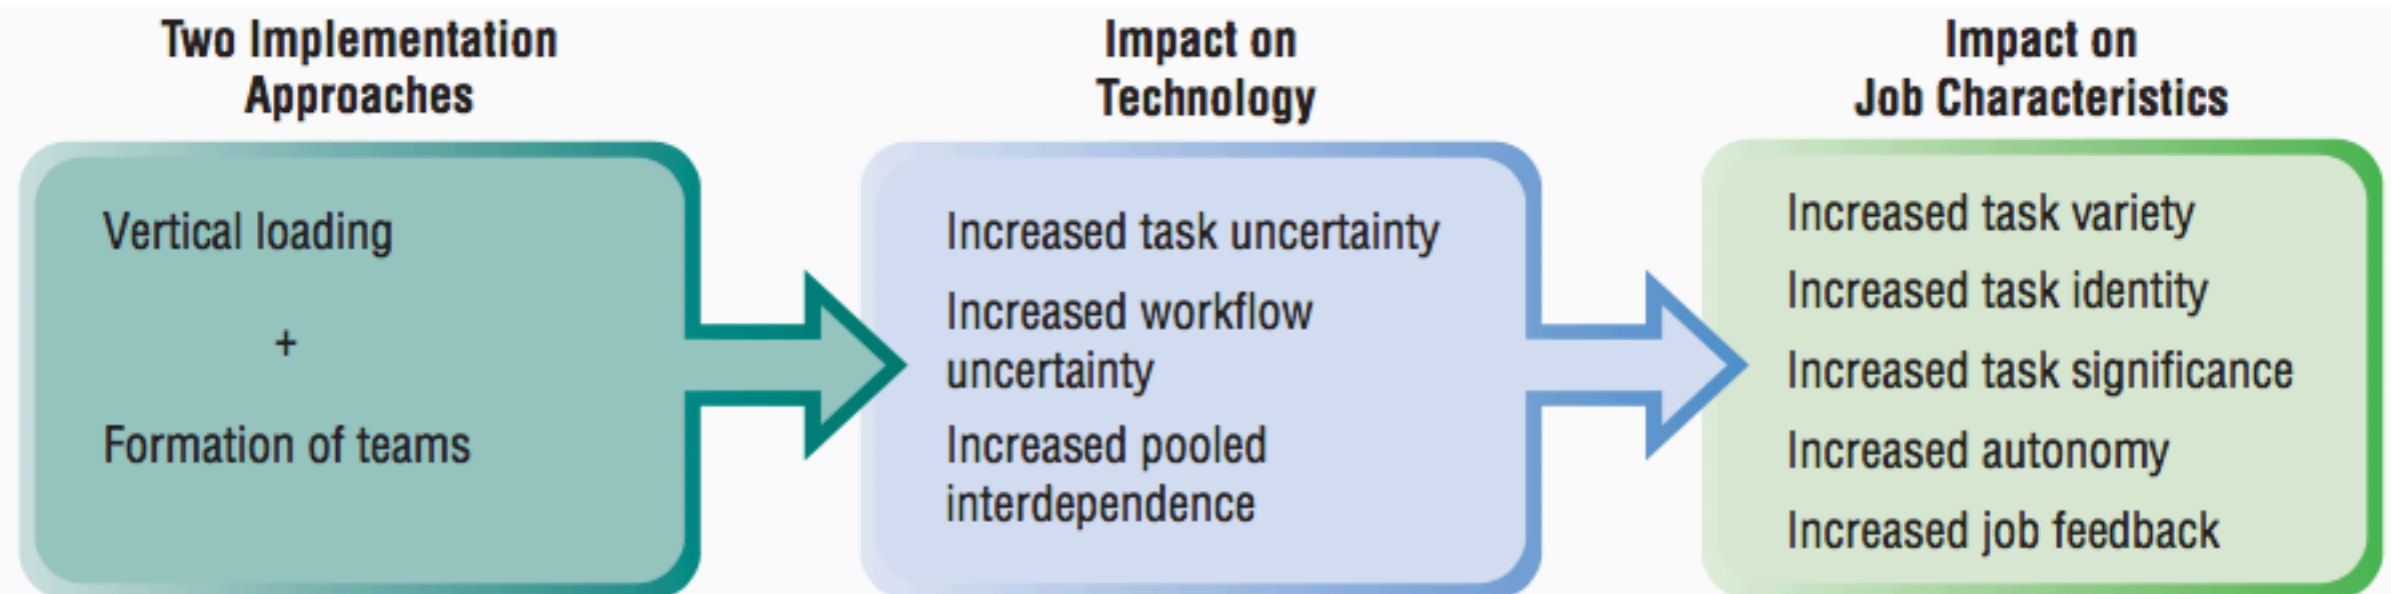 Two Implementation
Approaches
Vertical loading
+
Formation of teams
Impact on
Technology
Increased task uncertainty
Increased workflow
uncertainty
Increased pooled
interdependence
Impact on
Job Characteristics
Increased task variety
Increased task identity
Increased task significance
Increased autonomy
Increased job feedback